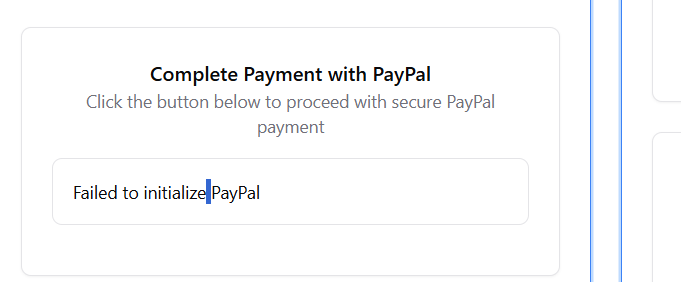 Complete Payment with PayPal
Click the button below to proceed with secure PayPal
payment
Failed to initialize PayPal